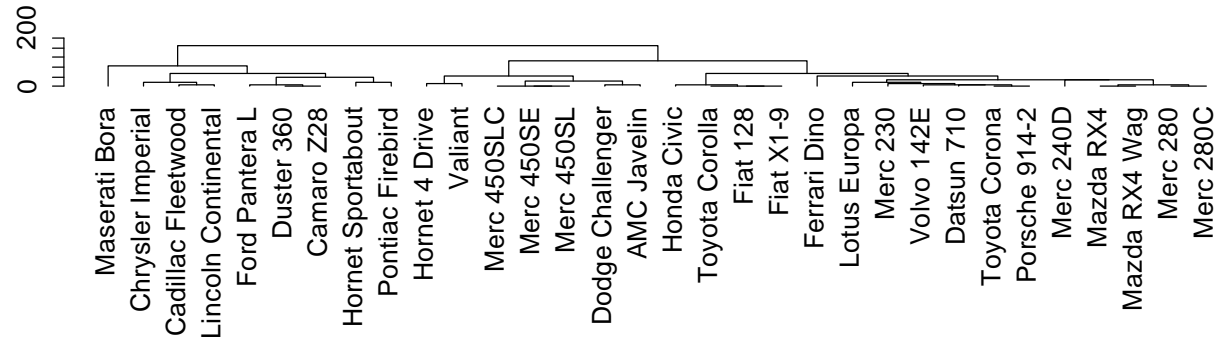 200
0
Maserati Bora
Chrysler Imperial
Cadillac Fleetwood
Lincoln Continental
Ford Pantera L
Duster 360
Camaro Z28
Hornet Sportabout
Pontiac Firebird
Hornet 4 Drive
Valiant
Merc 450SLC
Merc 450SE
Merc 450SL
Dodge Challenger
AMC Javelin
Honda Civic
Toyota Corolla
Fiat 128
Fiat X1-9
Ferrari Dino
Lotus Europa
Merc 230
Volvo 142E
Datsun 710
Toyota Corona
Porsche 914-2
Merc 240D
Mazda RX4
Mazda RX4 Wag
Merc 280
Merc 280C